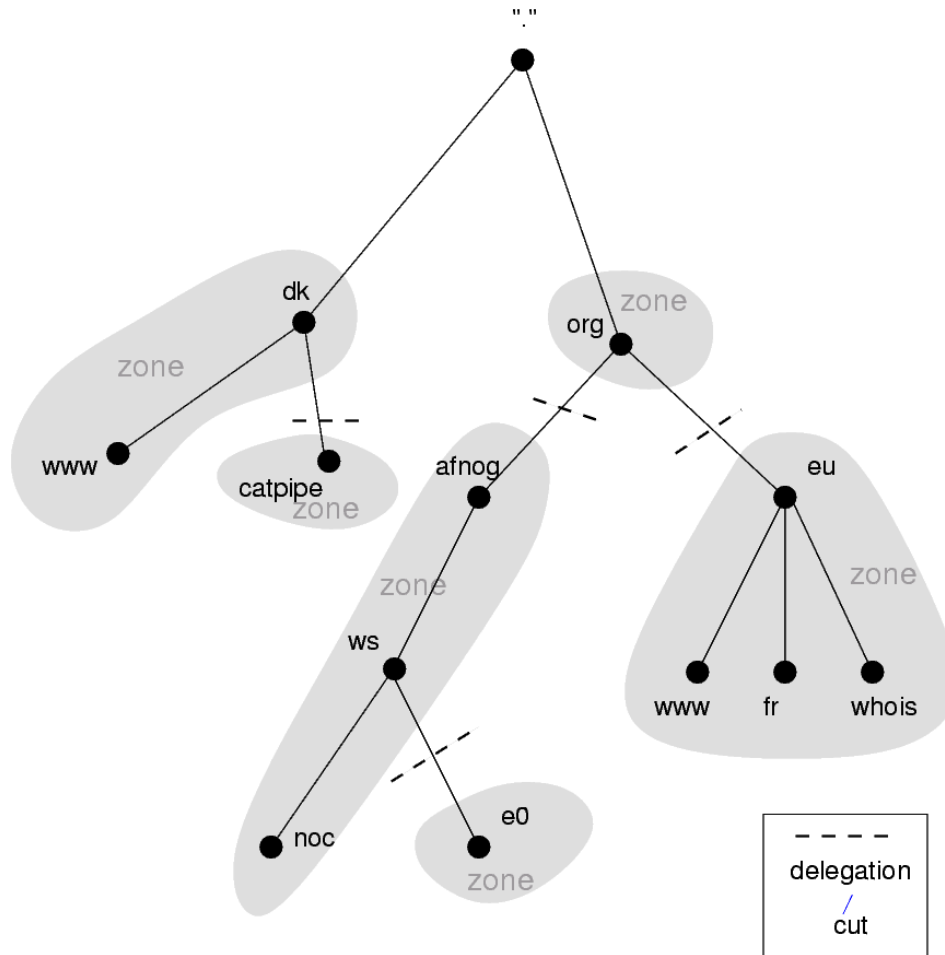 "."
dk
zone
org
zone
www
catpipe
zone
afnog
eu
zone
zone
ws
www
fr
whois
noc
e0
zone
delegation
/
cut